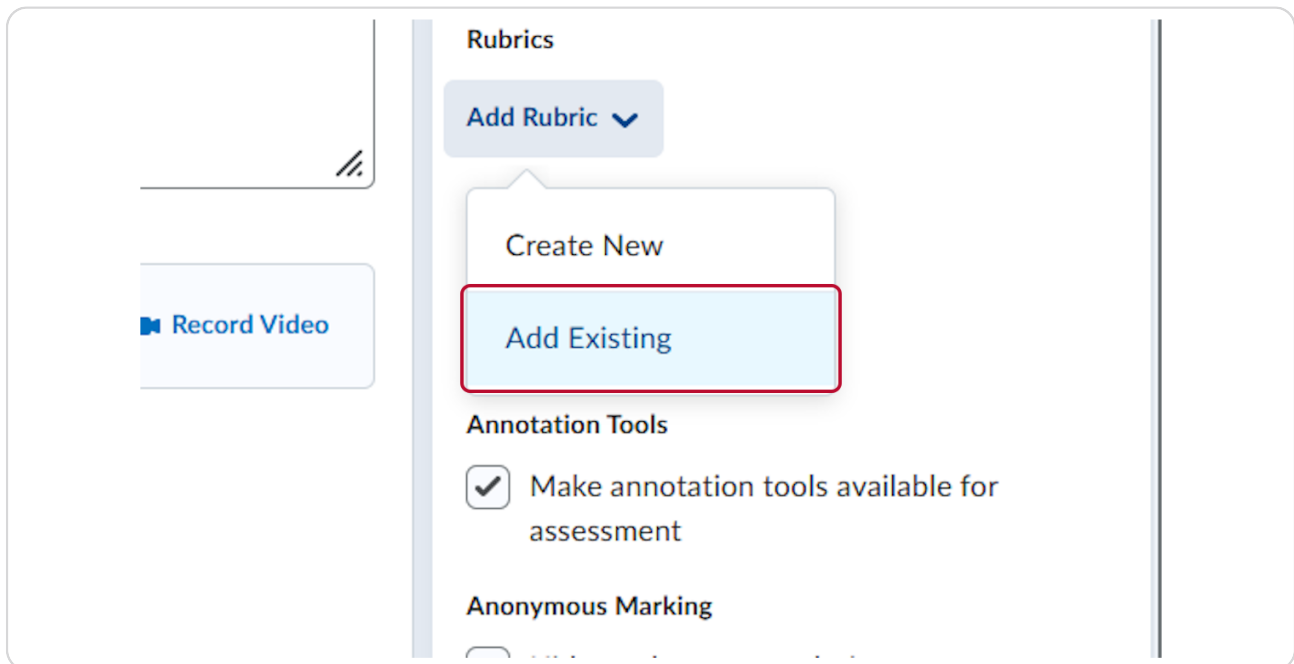 Rubrics
Add Rubric
Create New
Record Video
Add Existing
Annotation Tools
Make annotation tools available for
assessment
Anonymous Marking